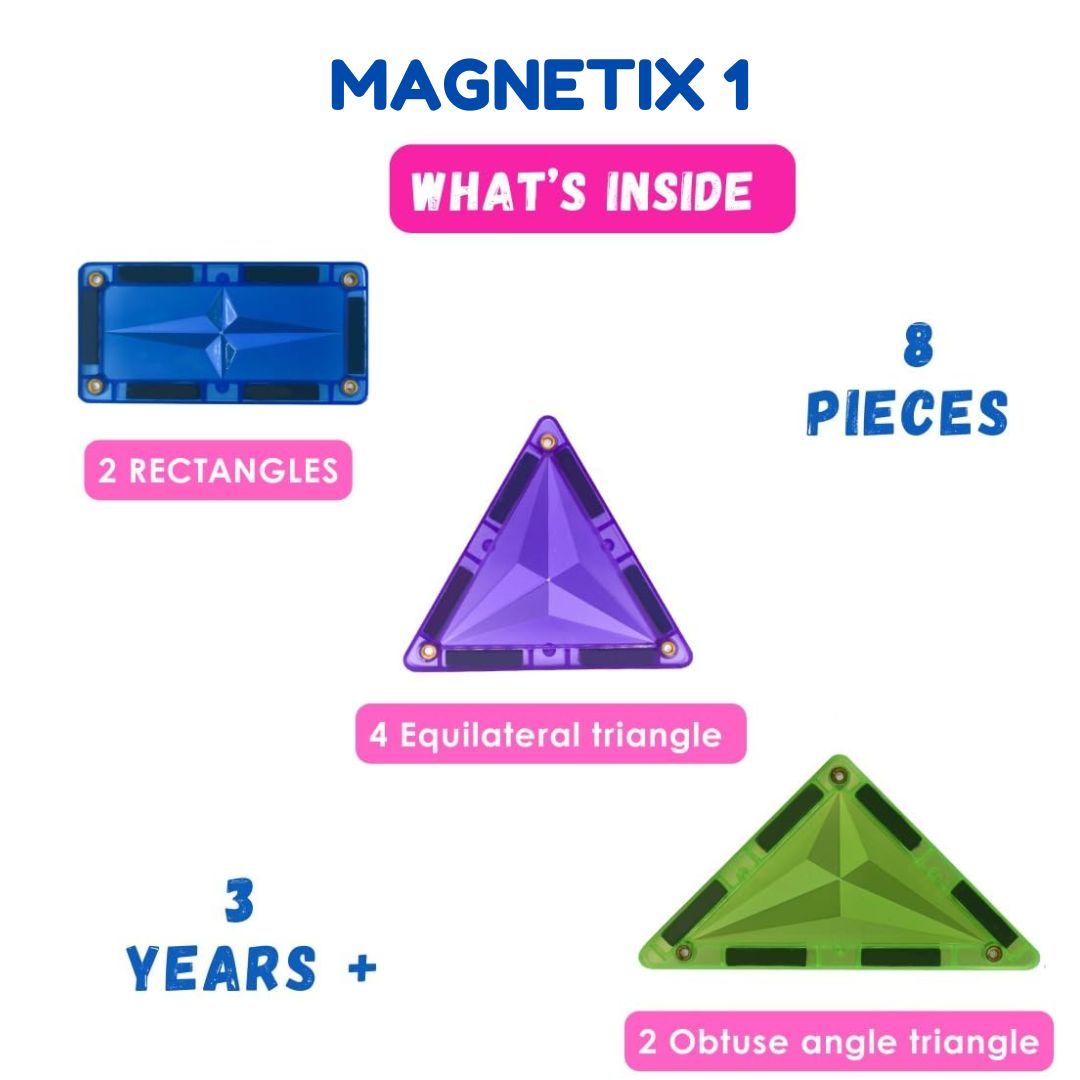 MAGNETIX 1
WHAT'S INSIDE
8
PIECES
2 RECTANGLES
4 Equilateral triangle
3
YEARS +
2 Obtuse angle triangle